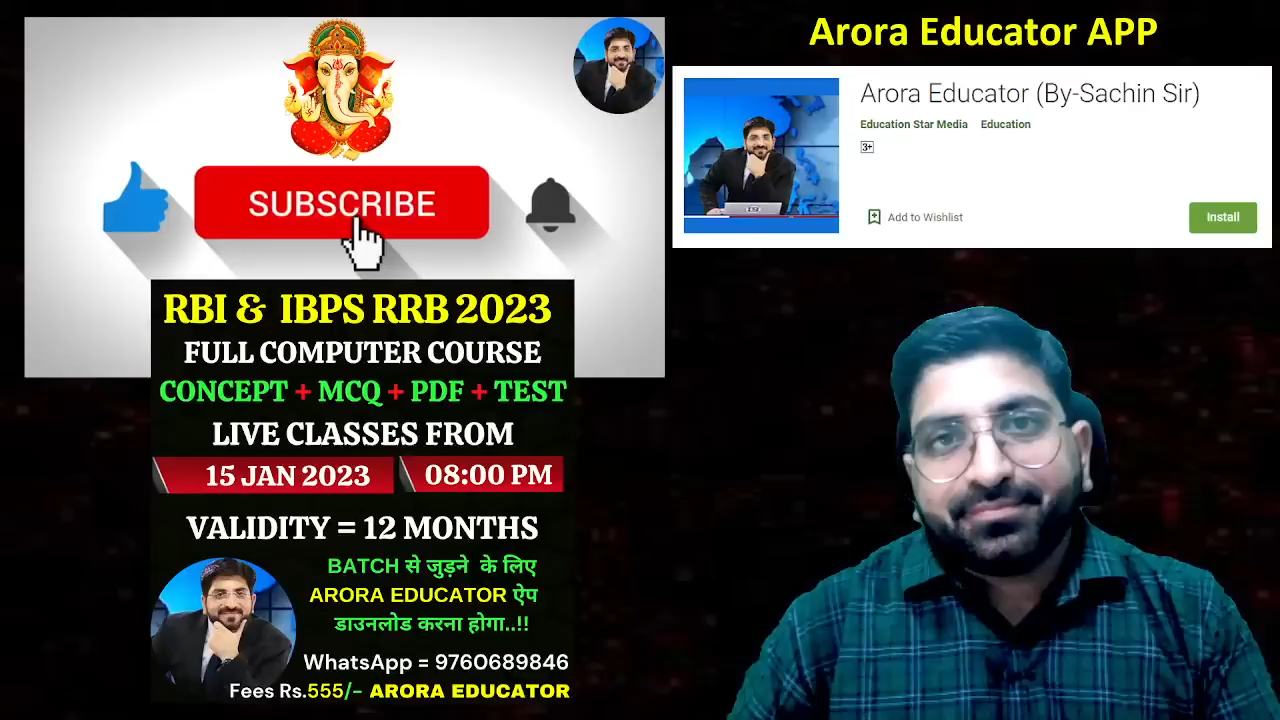 SUBSCRIBE
RBI & IBPS RRB 2023
FULL COMPUTER COURSE
CONCEPT + MCQ + PDF + TEST
LIVE CLASSES FROM
15 JAN 2023 08:00 PM
VALIDITY = 12 MONTHS
BATCH से जुड़ने के लिए
ARORA EDUCATOR ऐप
डाउनलोड करना होगा..!!
WhatsApp = 9760689846
Fees Rs.555/- ARORA EDUCATOR
Arora Educator APP
Arora Educator (By-Sachin Sir)
Education Star Media Education
3+
Add to Wishlist
Install